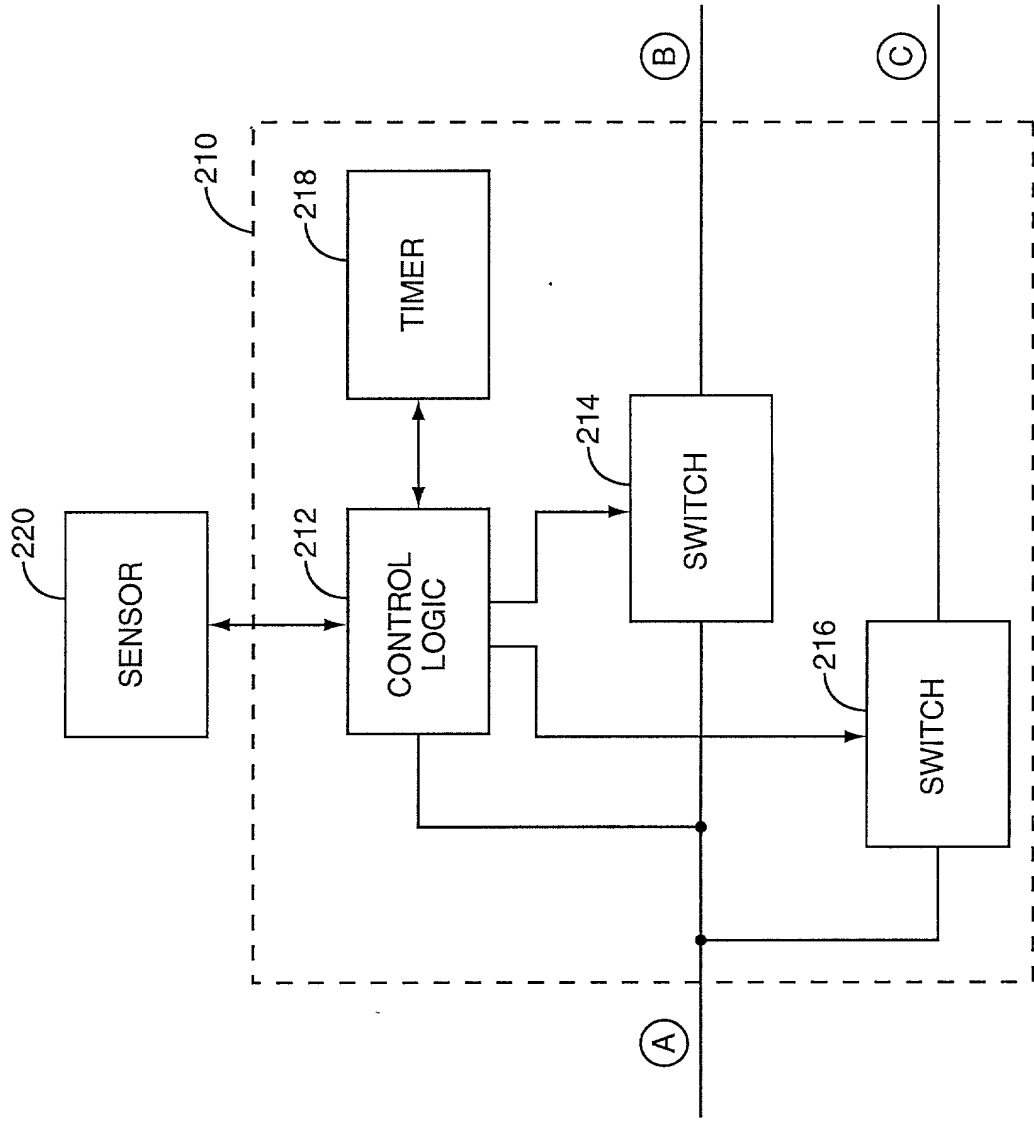 220
SENSOR
210
212
CONTROL
LOGIC
218
TIMER
214
SWITCH
216
SWITCH
A
B
C